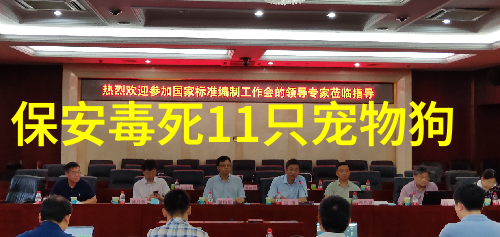 热烈欢迎参加国家标准编制工作会的领导专家莅临指导
保安毒死11只宠物狗